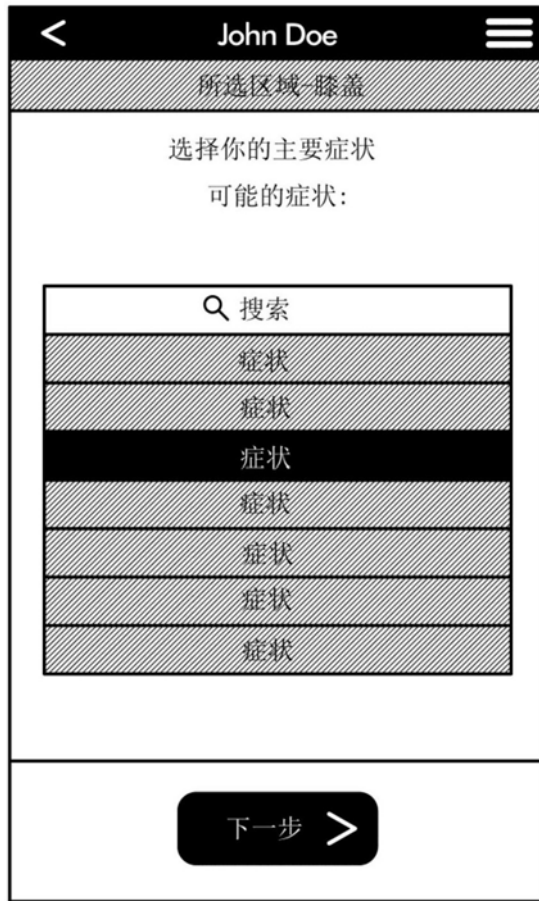 John Doe
所选区域-膝盖
选择你的主要症状
可能的症状:
搜索
症状
症状
症状
症状
症状
症状
症状
下一步